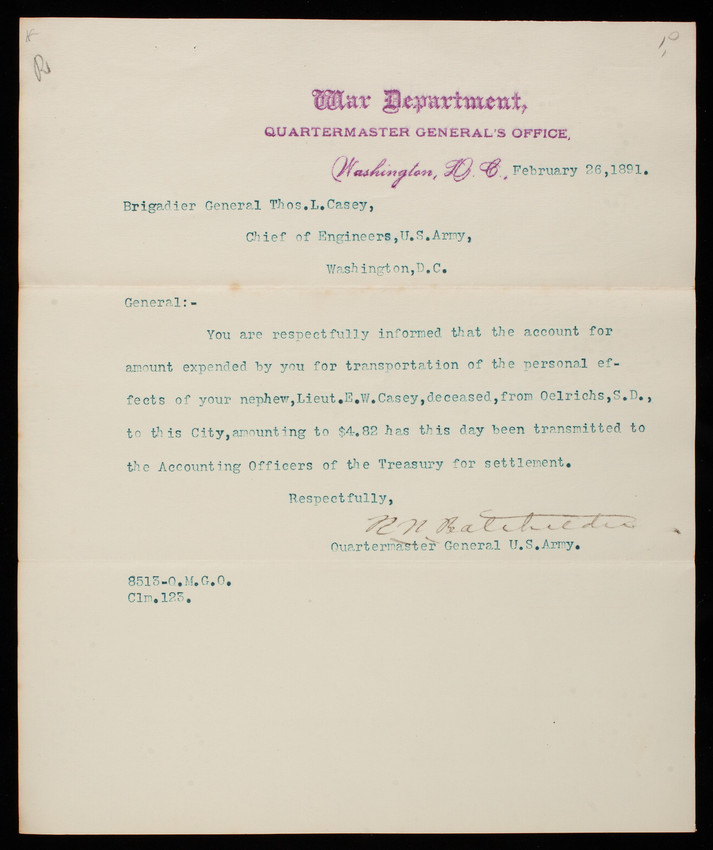 War Department,
QUARTERMASTER GENERAL'S OFFICE,
Washington, D. C., February 26,1891.
Brigadier General Thos.L.Casey,
Chief of Engineers,U.S.Army,
Washington,D.C.
General:-
You are respectfully informed that the account for
amount expended by you for transportation of the personal ef-
fects of your nephew,Lieut.E.W.Casey,deceased,from Oelrichs,S.D.,
to this City,amounting to $4.82 has this day been transmitted to
the Accounting Officers of the Treasury for settlement.
Respectfully,
R N Batchelder
Quartermaster General U.S.Army.
8513-Q.M.G.O.
Clm.123.